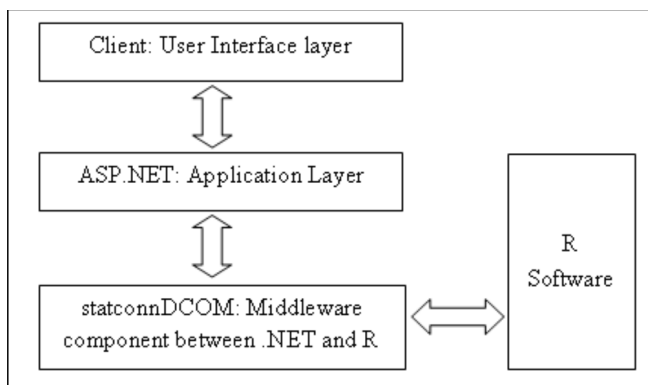 Client: User Interface layer
ASP.NET: Application Layer
statconnDCOM: Middleware
component between .NET and R
R
Software